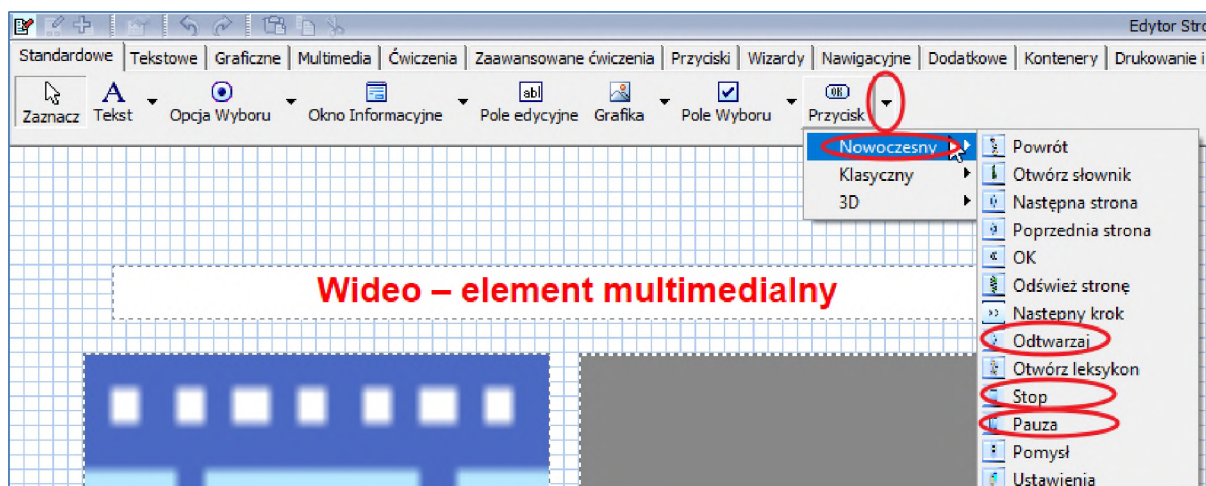 Edytor Stro
Standardowe Tekstowe Graficzne Multimedia Ćwiczenia Zaawansowane ćwiczenia Przyciski Wizardy Nawigacyjne Dodatkowe Kontenery Drukowanie i
Zaznacz Tekst Opcja Wyboru Okno Informacyjne Pole edycyjne Grafika Pole Wyboru Przycisk
Nowoczesny
Klasyczny
3D
Powrót
Otwórz słownik
Następna strona
Poprzednia strona
OK
Odśwież stronę
Następny krok
Odtwarzaj
Otwórz leksykon
Stop
Pauza
Pomysł
Ustawienia
Wideo – element multimedialny